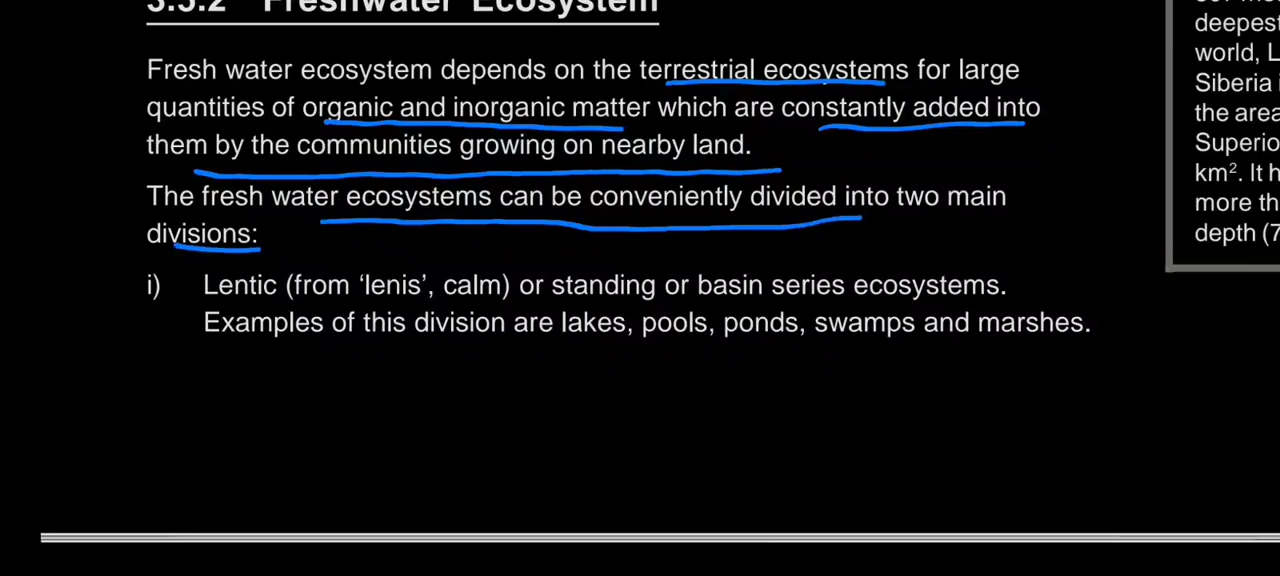 3.5.2 Freshwater Ecosystem
Fresh water ecosystem depends on the terrestrial ecosystems for large
quantities of organic and inorganic matter which are constantly added into
them by the communities growing on nearby land.
The fresh water ecosystems can be conveniently divided into two main
divisions:
i) Lentic (from ‘lenis’, calm) or standing or basin series ecosystems.
Examples of this division are lakes, pools, ponds, swamps and marshes.
deepest
world, L
Siberia
the area
Superio
km². It h
more th
depth (7